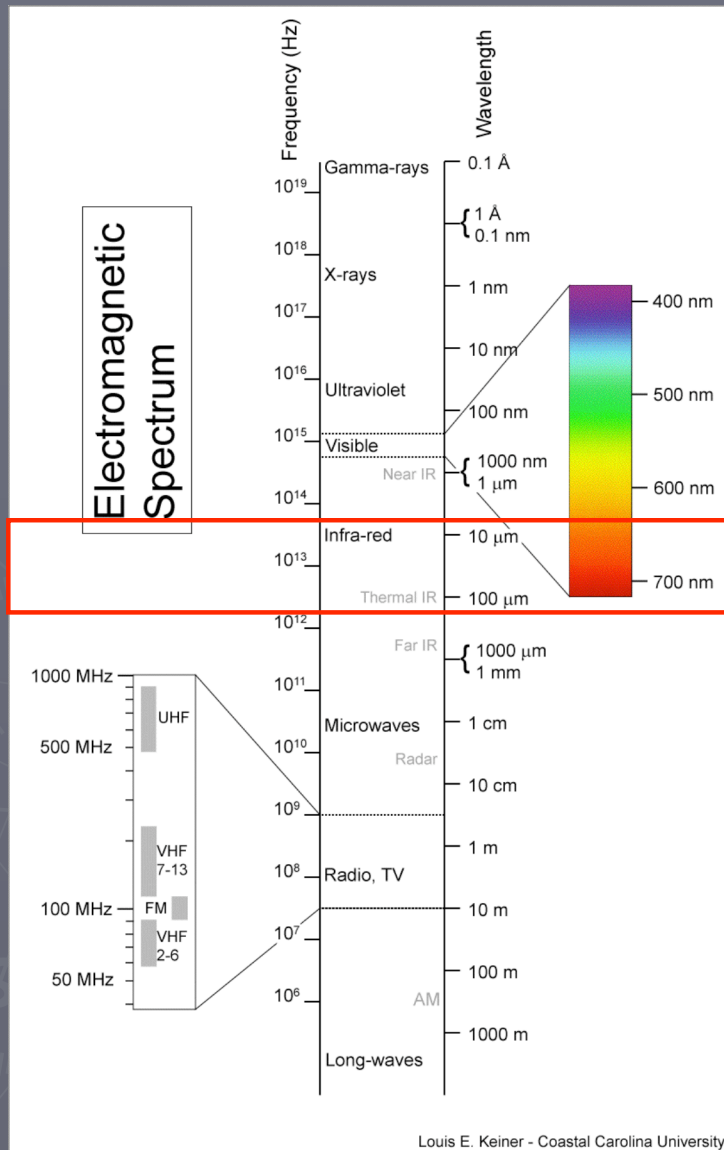 Electromagnetic
Spectrum
Frequency (Hz)
Wavelength
Gamma-rays
X-rays
Ultraviolet
Visible
Near IR
Infra-red
Thermal IR
Far IR
Microwaves
Radar
Radio, TV
AM
Long-waves
10¹⁹
10¹⁸
10¹⁷
10¹⁶
10¹⁵
10¹⁴
10¹³
10¹²
10¹¹
10¹⁰
10⁹
10⁸
10⁷
10⁶
0.1 Å
1 Å
0.1 nm
1 nm
10 nm
100 nm
1000 nm
1 μm
10 μm
100 μm
1000 μm
1 mm
1 cm
10 cm
1 m
10 m
100 m
1000 m
400 nm
500 nm
600 nm
700 nm
1000 MHz
500 MHz
100 MHz
50 MHz
UHF
VHF
7-13
FM
VHF
2-6
Louis E. Keiner - Coastal Carolina University